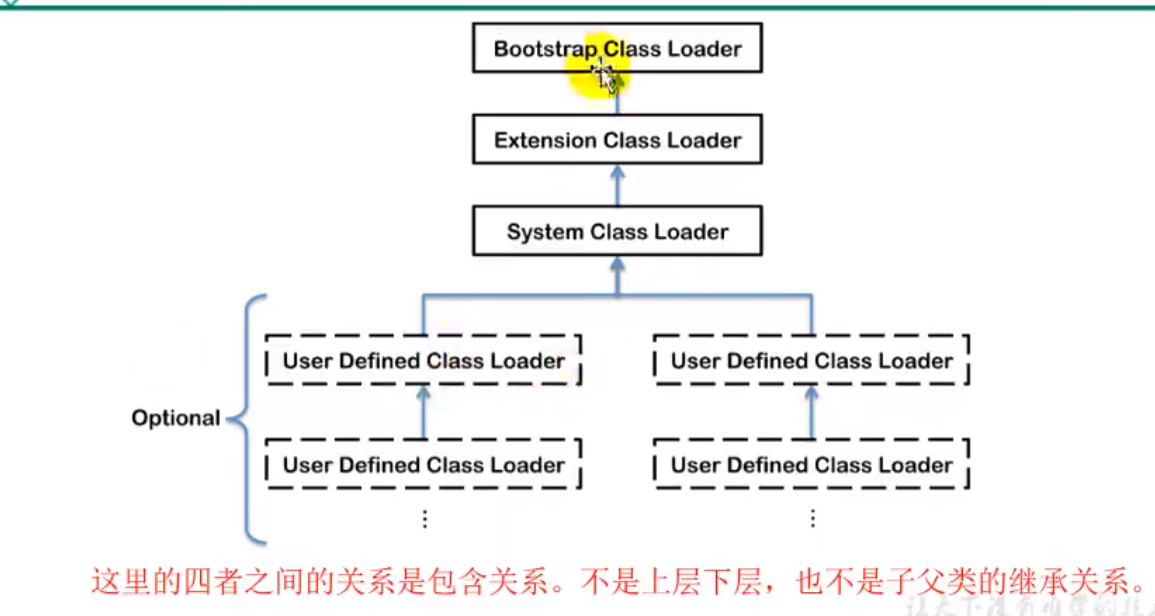 Bootstrap Class Loader
Extension Class Loader
System Class Loader
User Defined Class Loader
User Defined Class Loader
Optional
User Defined Class Loader
User Defined Class Loader
⋮
⋮
这里的四者之间的关系是包含关系。不是上层下层，也不是子父类的继承关系。